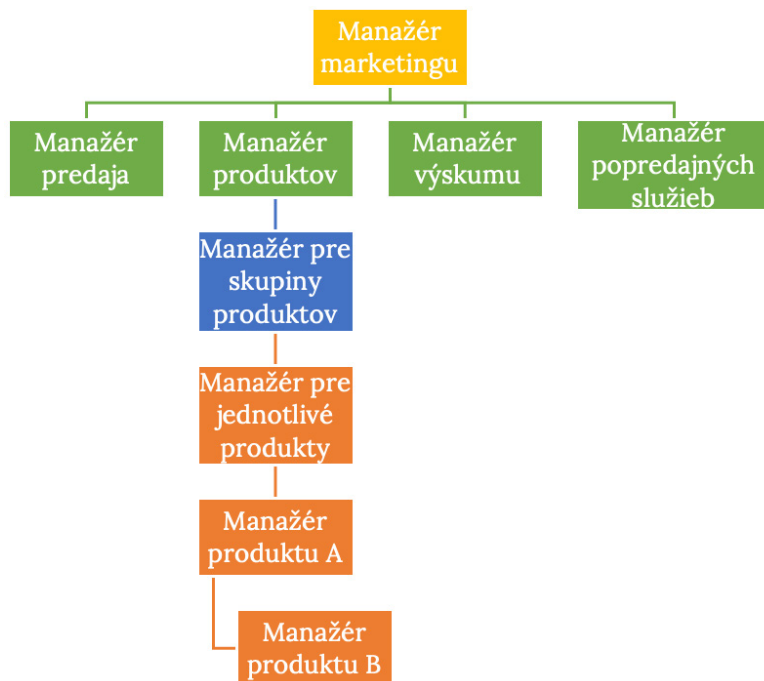 Manažér
marketingu
Manažér
predaja
Manažér
produktov
Manažér
výskumu
Manažér
popredajných
služieb
Manažér pre
skupiny
produktov
Manažér pre
jednotlivé
produkty
Manažér
produktu A
Manažér
produktu B